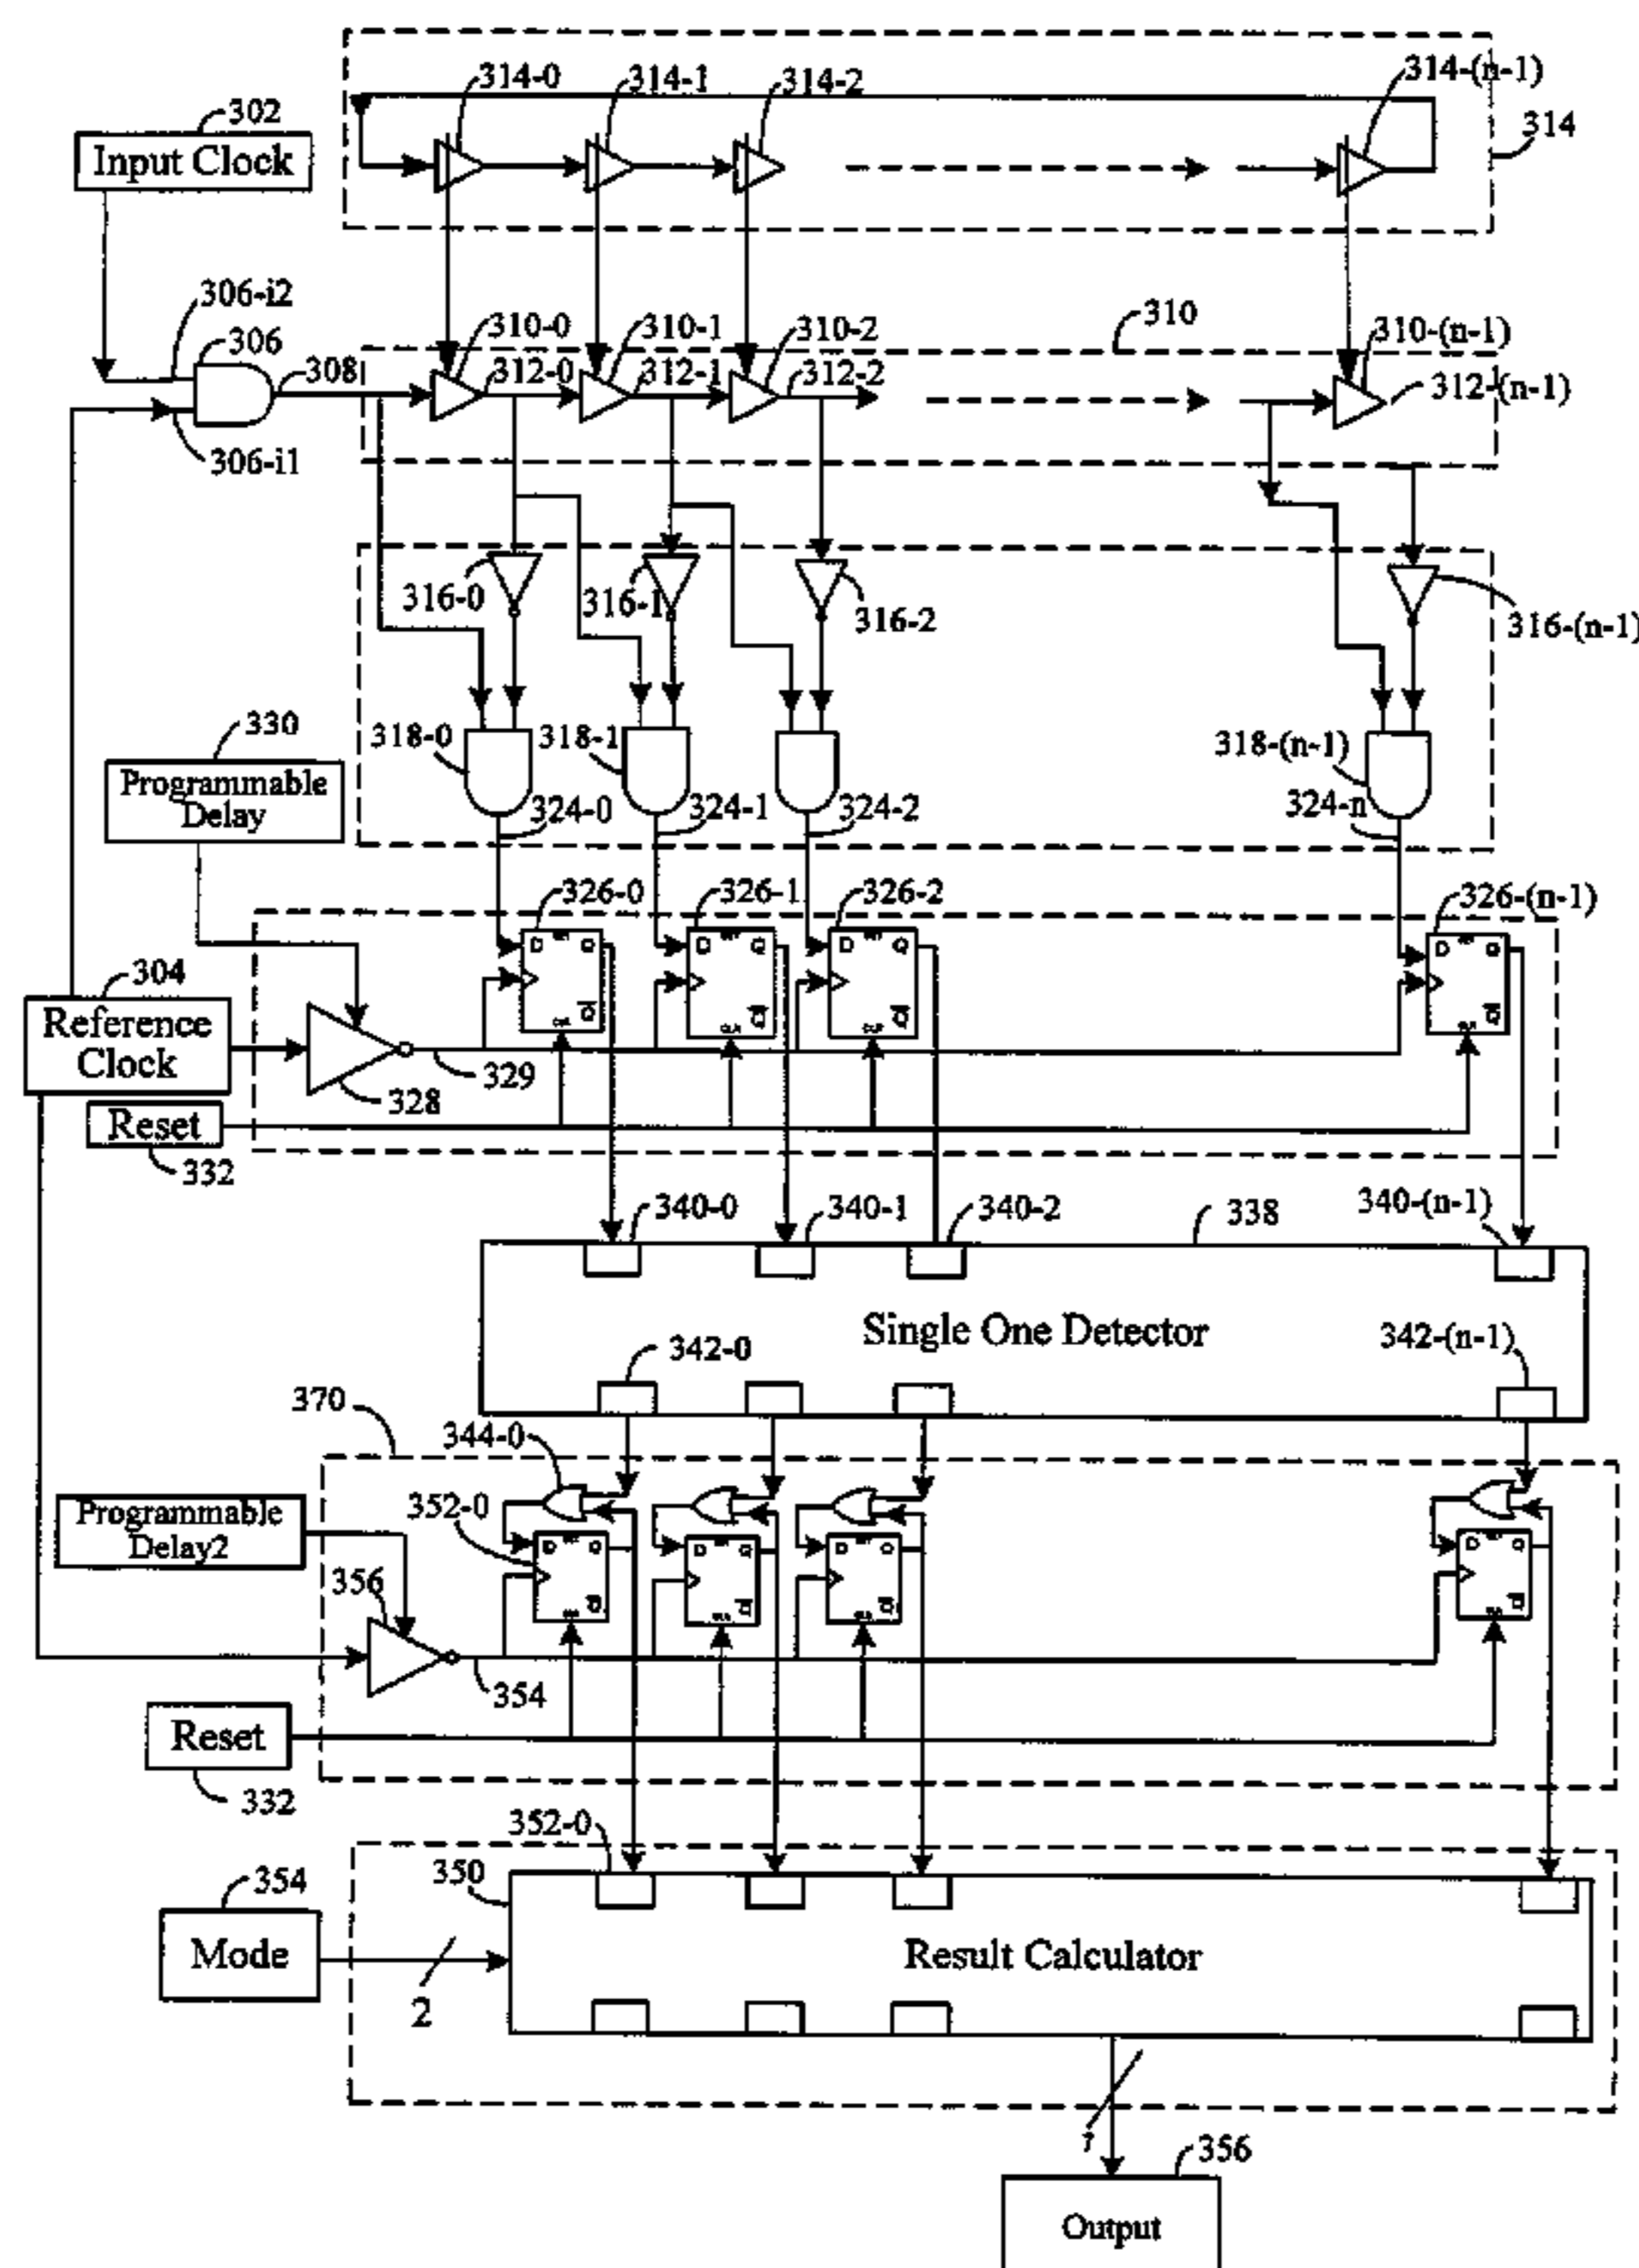 314-0
314-1
314-2
314-(n-1)
302
314
Input Clock
306-i2
310
306
310-0
310-1
310-2
310-(n-1)
308
312-0
312-1
312-2
312-(n-1)
306-i1
316-0
316-1
316-2
316-(n-1)
330
318-0
318-1
318-(n-1)
Programmable
Delay
324-0
324-1
324-2
324-n
326-0
326-1
326-2
326-(n-1)
D Q
D Q
D Q
D Q
304
Reference
Clock
Q
Q
Q
Q
CLR
CLR
329
328
Reset
332
340-0
340-1
340-2
338
340-(n-1)
Single One Detector
342-0
342-(n-1)
370
344-0
352-0
Programmable
Delay2
D Q
D Q
D Q
D Q
356
Q
Q
Q
Q
354
Reset
332
352-0
350
354
Mode
Result Calculator
2
7
356
Output